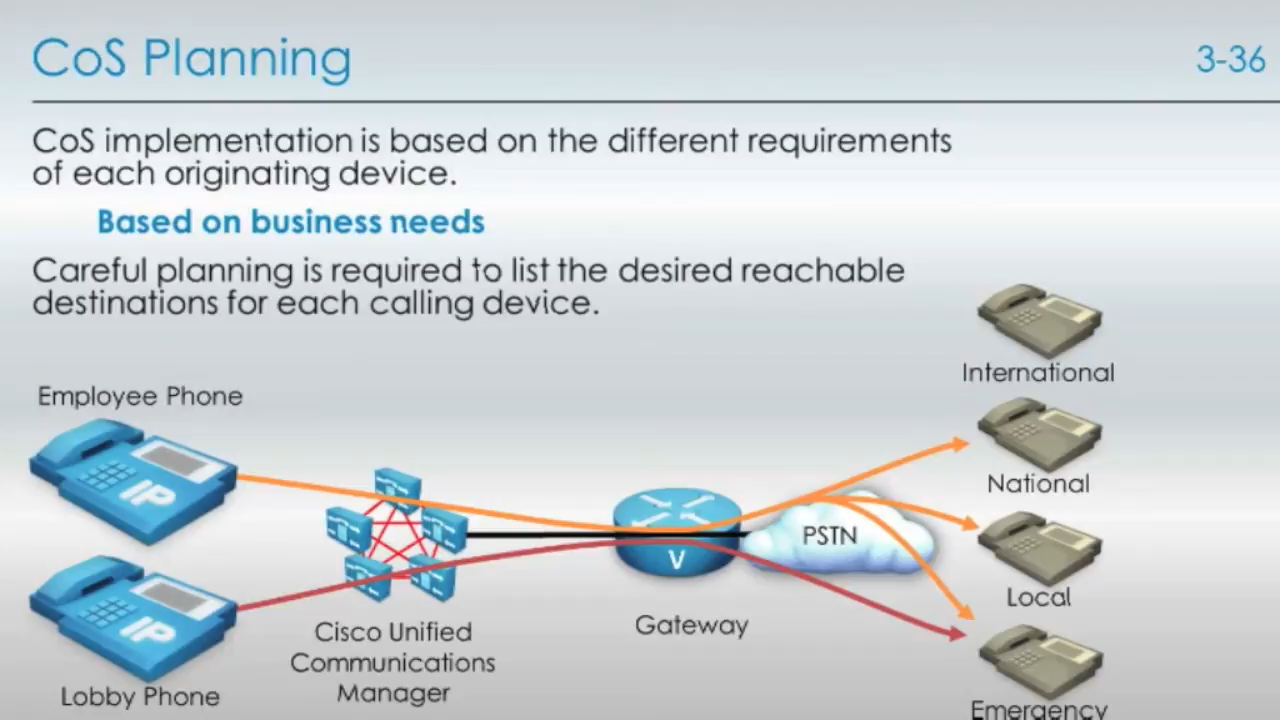 CoS Planning
3-36
CoS implementation is based on the different requirements
of each originating device.
Based on business needs
Careful planning is required to list the desired reachable
destinations for each calling device.
International
Employee Phone
National
IP
PSTN
V
Local
IP
Gateway
Cisco Unified
Communications
Manager
Lobby Phone
Emergency